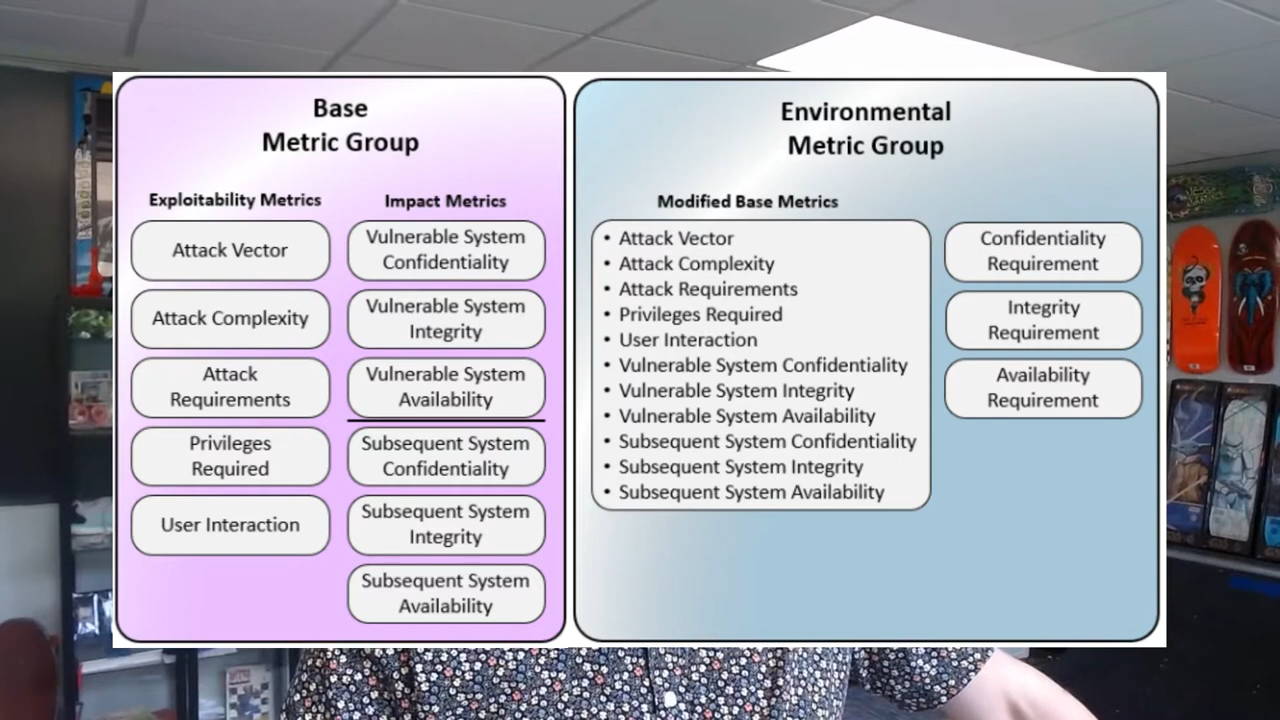 Base
Metric Group
Exploitability Metrics
Impact Metrics
Attack Vector
Attack Complexity
Attack
Requirements
Privileges
Required
User Interaction
Vulnerable System
Confidentiality
Vulnerable System
Integrity
Vulnerable System
Availability
Subsequent System
Confidentiality
Subsequent System
Integrity
Subsequent System
Availability
Environmental
Metric Group
Modified Base Metrics
• Attack Vector
• Attack Complexity
• Attack Requirements
• Privileges Required
• User Interaction
• Vulnerable System Confidentiality
• Vulnerable System Integrity
• Vulnerable System Availability
• Subsequent System Confidentiality
• Subsequent System Integrity
• Subsequent System Availability
Confidentiality
Requirement
Integrity
Requirement
Availability
Requirement